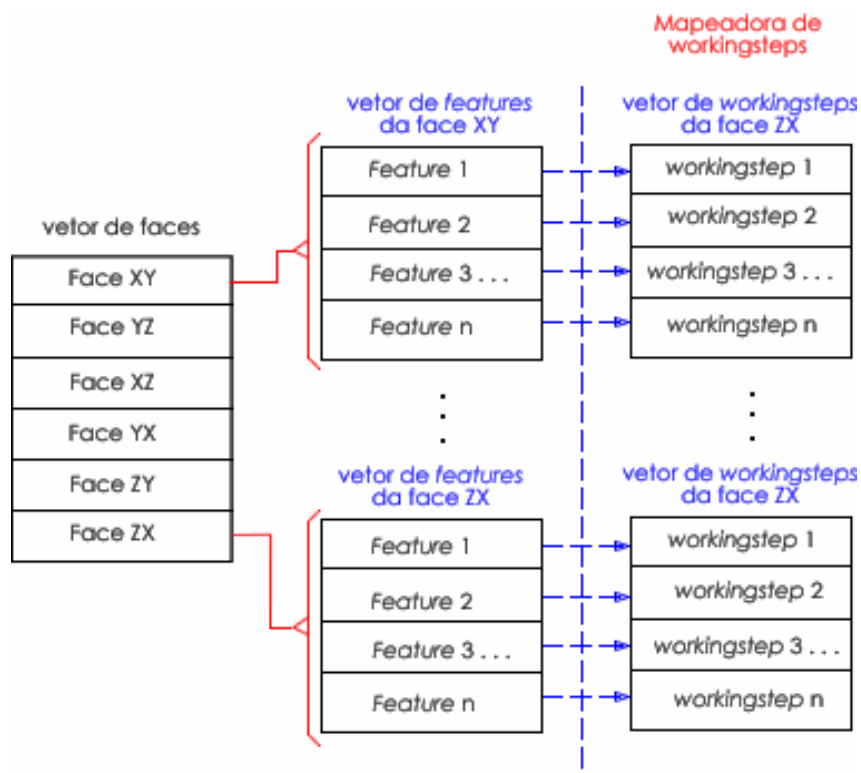 Mapeadora de
workingsteps
vetor de features
da face XY
vetor de workingsteps
da face ZX
Feature 1
workingstep 1
Feature 2
workingstep 2
Feature 3 . . .
workingstep 3 . . .
Feature n
workingstep n
vetor de faces
Face XY
Face YZ
Face XZ
Face YX
Face ZY
Face ZX
vetor de features
da face ZX
vetor de workingsteps
da face ZX
Feature 1
workingstep 1
Feature 2
workingstep 2
Feature 3 . . .
workingstep 3 . . .
Feature n
workingstep n